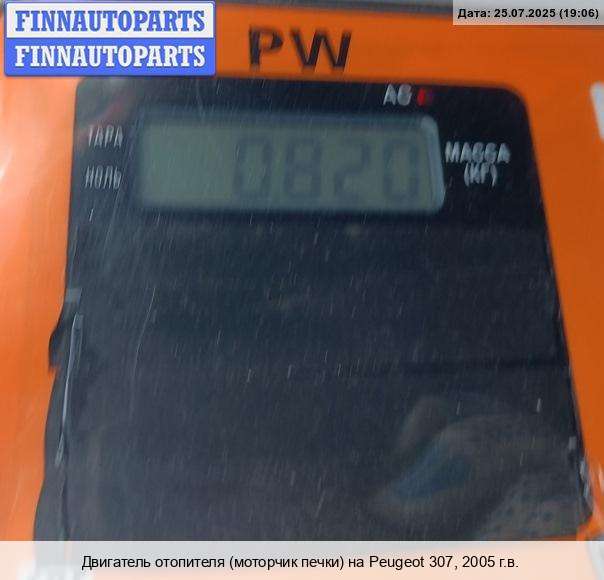 FINNAUTOPARTS
FINNAUTOPARTS
Дата: 25.07.2025 (19:06)
PW
ТАРА
НОЛЬ
0820
МАССА
(КГ)
Двигатель отопителя (моторчик печки) на Peugeot 307, 2005 г.в.